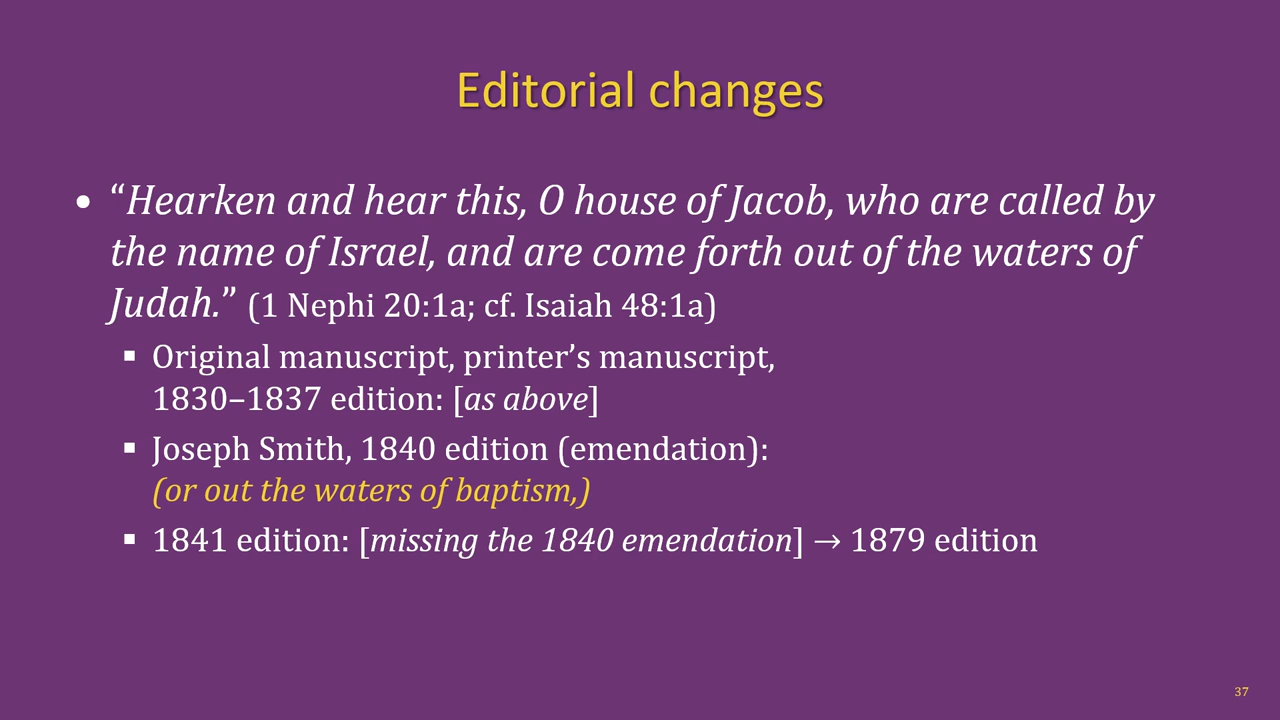 Editorial changes
• “Hearken and hear this, O house of Jacob, who are called by
the name of Israel, and are come forth out of the waters of
Judah.” (1 Nephi 20:1a; cf. Isaiah 48:1a)
▪ Original manuscript, printer’s manuscript,
1830–1837 edition: [as above]
▪ Joseph Smith, 1840 edition (emendation):
(or out the waters of baptism,)
▪ 1841 edition: [missing the 1840 emendation] → 1879 edition
37